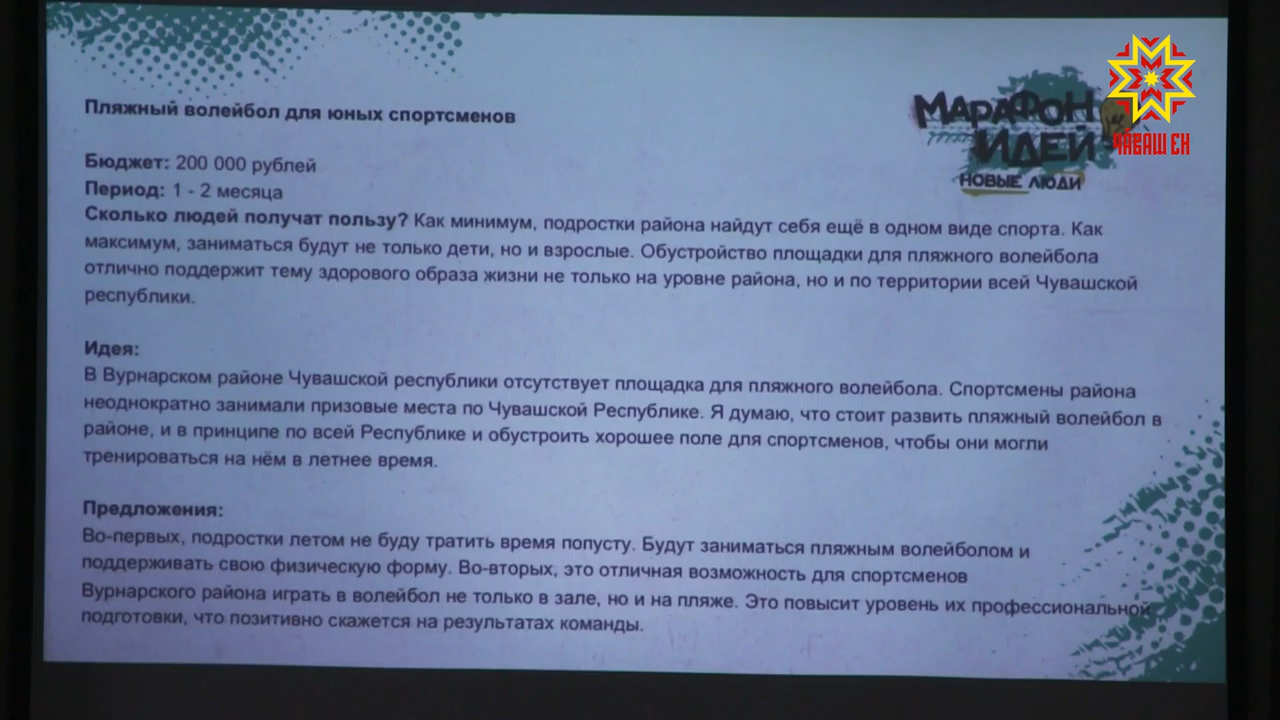 Пляжный волейбол для юных спортсменов
МАРАФОН
ИДЕЙ
НОВЫЕ ЛЮДИ
ЧӐВАШ ЕН
Бюджет: 200 000 рублей
Период: 1 - 2 месяца
Сколько людей получат пользу? Как минимум, подростки района найдут себя ещё в одном виде спорта. Как
максимум, заниматься будут не только дети, но и взрослые. Обустройство площадки для пляжного волейбола
отлично поддержит тему здорового образа жизни не только на уровне района, но и по территории всей Чувашской
республики.
Идея:
В Вурнарском районе Чувашской республики отсутствует площадка для пляжного волейбола. Спортсмены района
неоднократно занимали призовые места по Чувашской Республике. Я думаю, что стоит развить пляжный волейбол в
районе, и в принципе по всей Республике и обустроить хорошее поле для спортсменов, чтобы они могли
тренироваться на нём в летнее время.
Предложения:
Во-первых, подростки летом не буду тратить время попусту. Будут заниматься пляжным волейболом и
поддерживать свою физическую форму. Во-вторых, это отличная возможность для спортсменов
Вурнарского района играть в волейбол не только в зале, но и на пляже. Это повысит уровень их профессиональной
подготовки, что позитивно скажется на результатах команды.